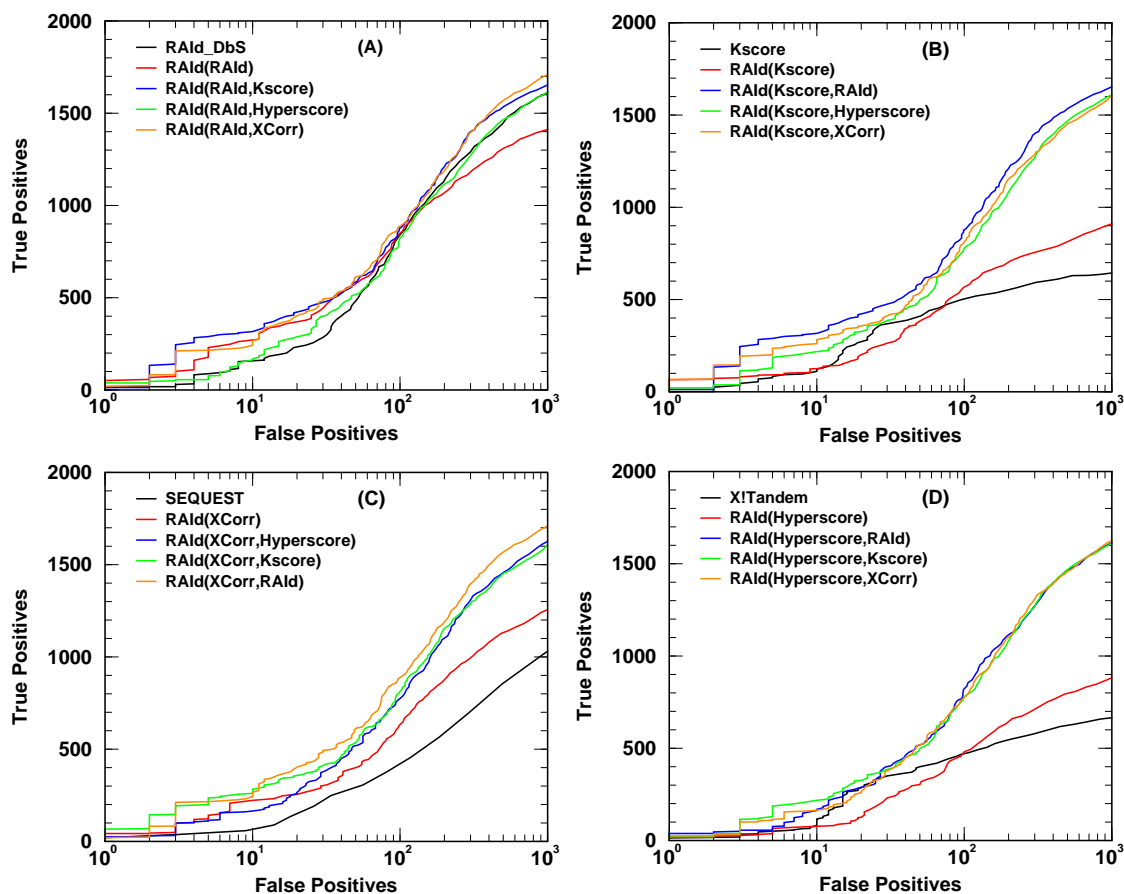 2000
(A)
RAId_DbS
RAId(RAId)
RAId(RAId,Kscore)
RAId(RAId,Hyperscore)
RAId(RAId,XCorr)
1500
1000
500
0
True Positives
10^0 10^1 10^2 10^3
False Positives
2000
(B)
Kscore
RAId(Kscore)
RAId(Kscore,RAId)
RAId(Kscore,Hyperscore)
RAId(Kscore,XCorr)
1500
1000
500
0
True Positives
10^0 10^1 10^2 10^3
False Positives
2000
(C)
SEQUEST
RAId(XCorr)
RAId(XCorr,Hyperscore)
RAId(XCorr,Kscore)
RAId(XCorr,RAId)
1500
1000
500
0
True Positives
10^0 10^1 10^2 10^3
False Positives
2000
(D)
X!Tandem
RAId(Hyperscore)
RAId(Hyperscore,RAId)
RAId(Hyperscore,Kscore)
RAId(Hyperscore,XCorr)
1500
1000
500
0
True Positives
10^0 10^1 10^2 10^3
False Positives